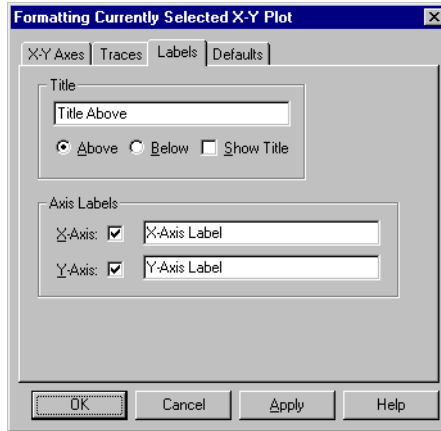 Formatting Currently Selected X-Y Plot
X-Y Axes Traces Labels Defaults
Title
Title Above
Above Below Show Title
Axis Labels
X-Axis: X-Axis Label
Y-Axis: Y-Axis Label
OK Cancel Apply Help